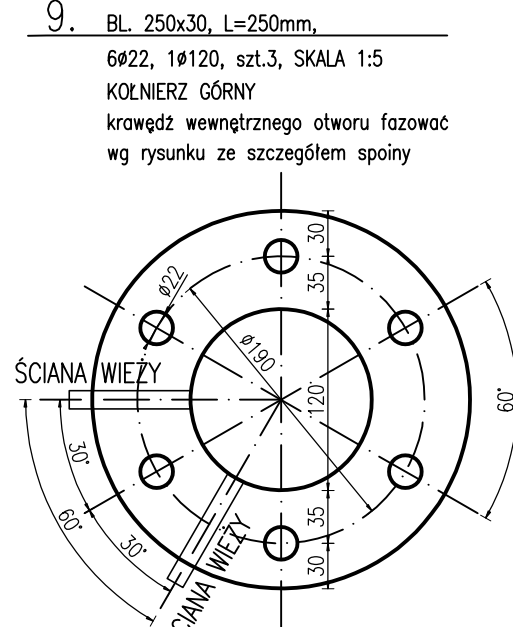 9. BL. 250x30, L=250mm,
6ø22, 1ø120, szt.3, SKALA 1:5
KOŁNIERZ GÓRNY
krawędź wewnętrznego otworu fazować
wg rysunku ze szczegółem spoiny
30
35
ø22
ø190
ŚCIANA WIEŻY
120
60°
30°
60°
30°
35
30
WIEŻY